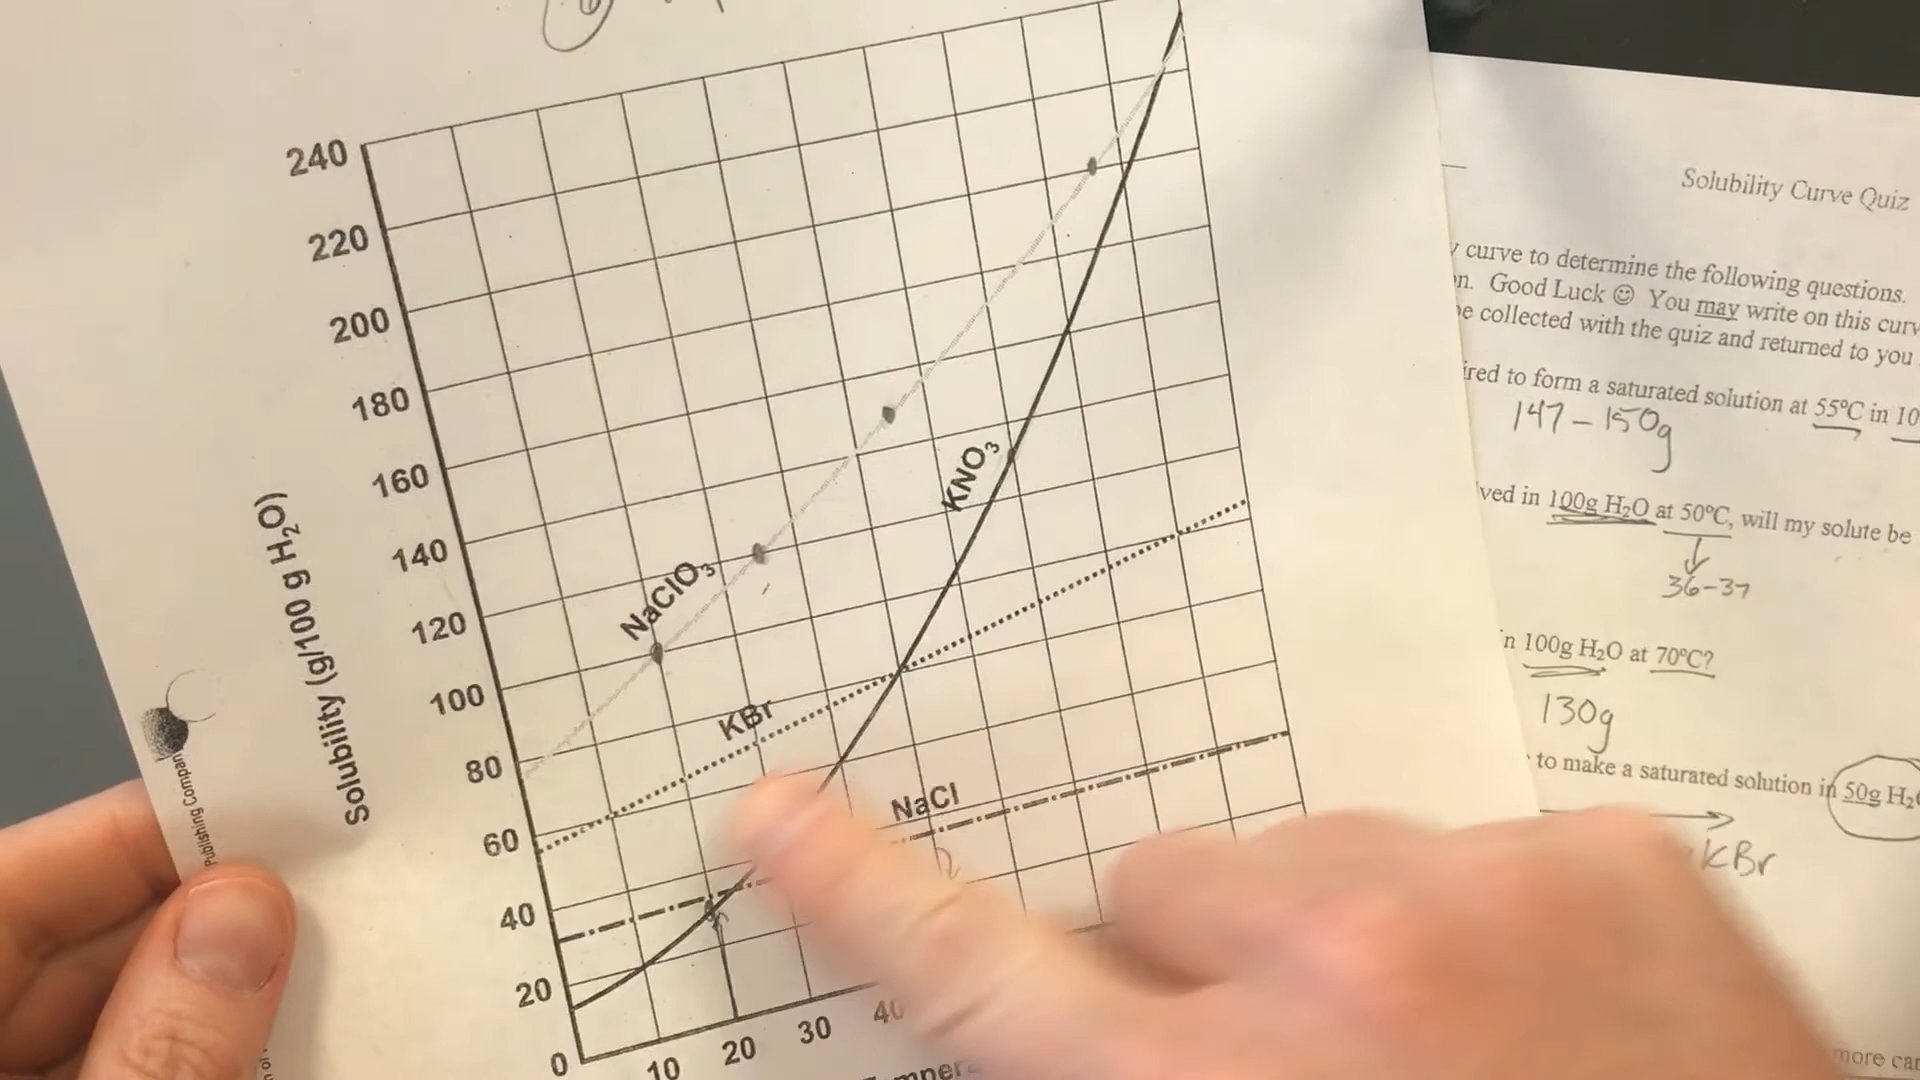 240
220
200
180
160
140
120
100
80
60
40
20
0
10
20
30
40
Solubility (g/100 g H₂O)
NaClO₃
KNO₃
KBr
NaCl
Publishing Compan
Solubility Curve Quiz
curve to determine the following questions.
n. Good Luck ☺ You may write on this curv
be collected with the quiz and returned to you
ired to form a saturated solution at 55°C in 10
147-150g
ved in 100g H₂O at 50°C, will my solute be
36-37
in 100g H₂O at 70°C?
130g
to make a saturated solution in 50g H₂
KBr
more car